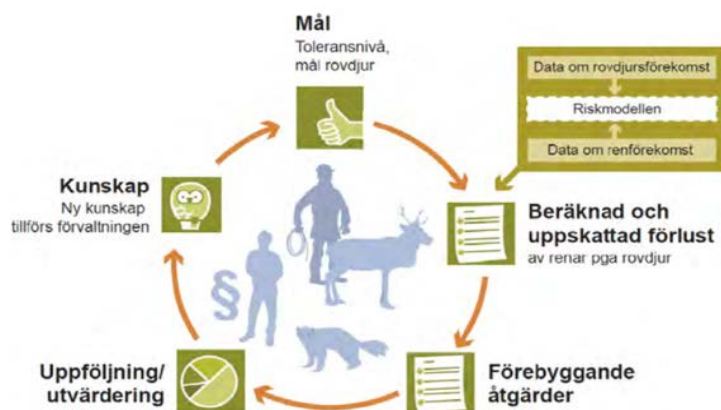 Mål
Toleransnivå,
mål rovdjur
Data om rovdjursförekomst
Riskmodellen
Data om renförekomst
Beräknad och
uppskattad förlust
av renar pga rovdjur
Förebyggande
åtgärder
Uppföljning/
utvärdering
Kunskap
Ny kunskap
tillförs förvaltningen
§